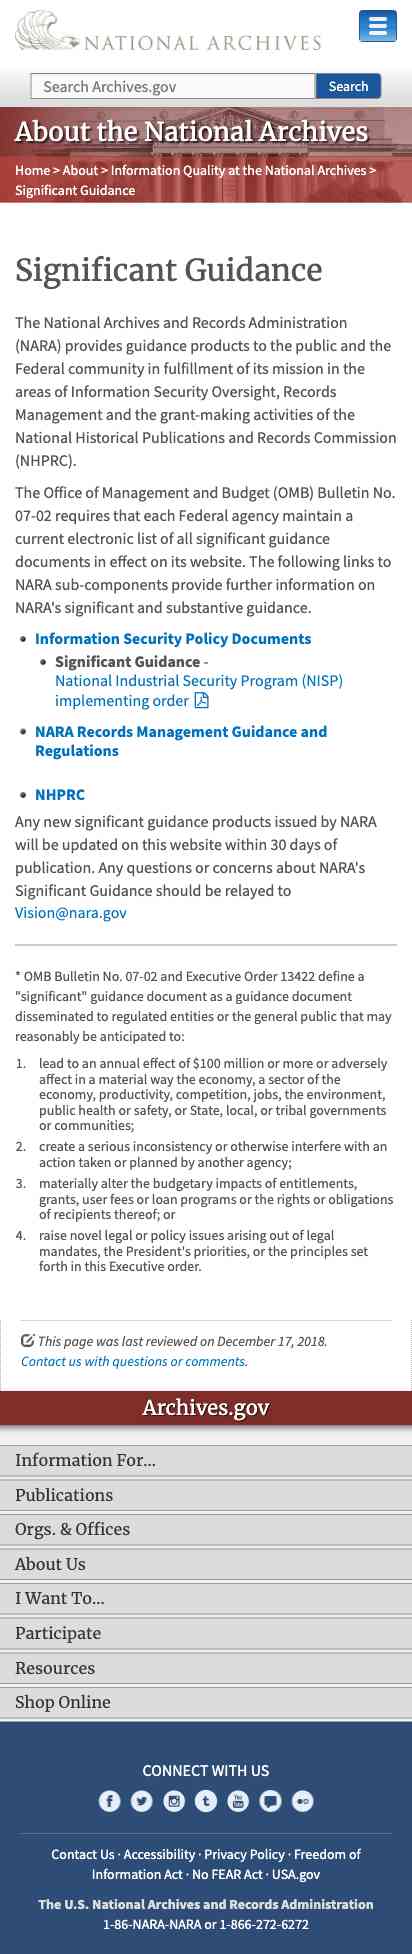 NATIONAL ARCHIVES
Search Archives.gov
Search
About the National Archives
Home > About > Information Quality at the National Archives >
Significant Guidance
Significant Guidance
The National Archives and Records Administration
(NARA) provides guidance products to the public and the
Federal community in fulfillment of its mission in the
areas of Information Security Oversight, Records
Management and the grant-making activities of the
National Historical Publications and Records Commission
(NHPRC).
The Office of Management and Budget (OMB) Bulletin No.
07-02 requires that each Federal agency maintain a
current electronic list of all significant guidance
documents in effect on its website. The following links to
NARA sub-components provide further information on
NARA's significant and substantive guidance.
• Information Security Policy Documents
• Significant Guidance -
National Industrial Security Program (NISP)
implementing order
• NARA Records Management Guidance and
Regulations
• NHPRC
Any new significant guidance products issued by NARA
will be updated on this website within 30 days of
publication. Any questions or concerns about NARA's
Significant Guidance should be relayed to
Vision@nara.gov
* OMB Bulletin No. 07-02 and Executive Order 13422 define a
"significant" guidance document as a guidance document
disseminated to regulated entities or the general public that may
reasonably be anticipated to:
1. lead to an annual effect of $100 million or more or adversely
affect in a material way the economy, a sector of the
economy, productivity, competition, jobs, the environment,
public health or safety, or State, local, or tribal governments
or communities;
2. create a serious inconsistency or otherwise interfere with an
action taken or planned by another agency;
3. materially alter the budgetary impacts of entitlements,
grants, user fees or loan programs or the rights or obligations
of recipients thereof; or
4. raise novel legal or policy issues arising out of legal
mandates, the President's priorities, or the principles set
forth in this Executive order.
This page was last reviewed on December 17, 2018.
Contact us with questions or comments.
Archives.gov
Information For…
Publications
Orgs. & Offices
About Us
I Want To…
Participate
Resources
Shop Online
CONNECT WITH US
Contact Us · Accessibility · Privacy Policy · Freedom of
Information Act · No FEAR Act · USA.gov
The U.S. National Archives and Records Administration
1-86-NARA-NARA or 1-866-272-6272